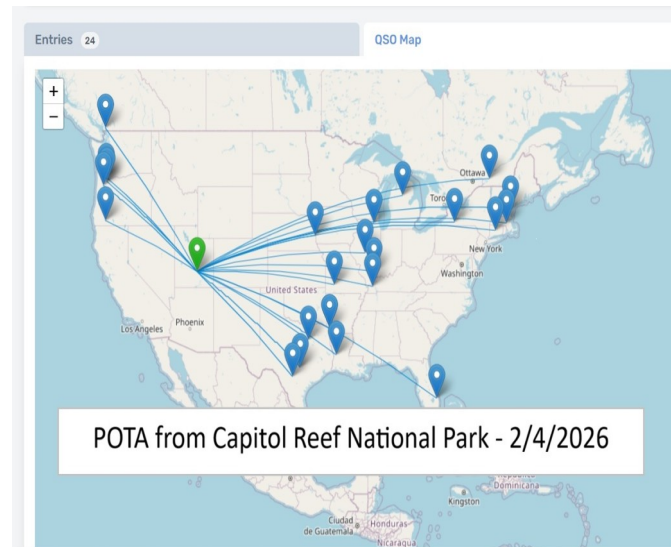 Entries 24
QSO Map
+
−
Ottawa
Toro
New York
Washington
United States
Los Angeles
Phoenix
POTA from Capitol Reef National Park - 2/4/2026
Dominicana
Kingston
Ciudad
de Guatemala
Honduras
Nicaragua